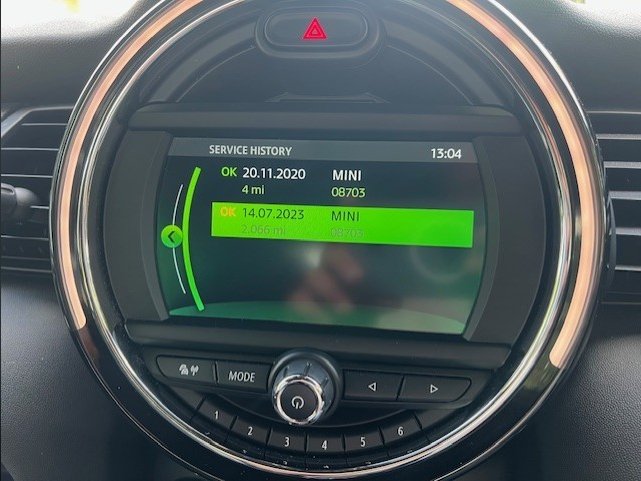 SERVICE HISTORY 13:04
OK 20.11.2020 MINI
4 mi 08703
OK 14.07.2023 MINI
2.066 mi 08703
MODE
1 2 3 4 5 6